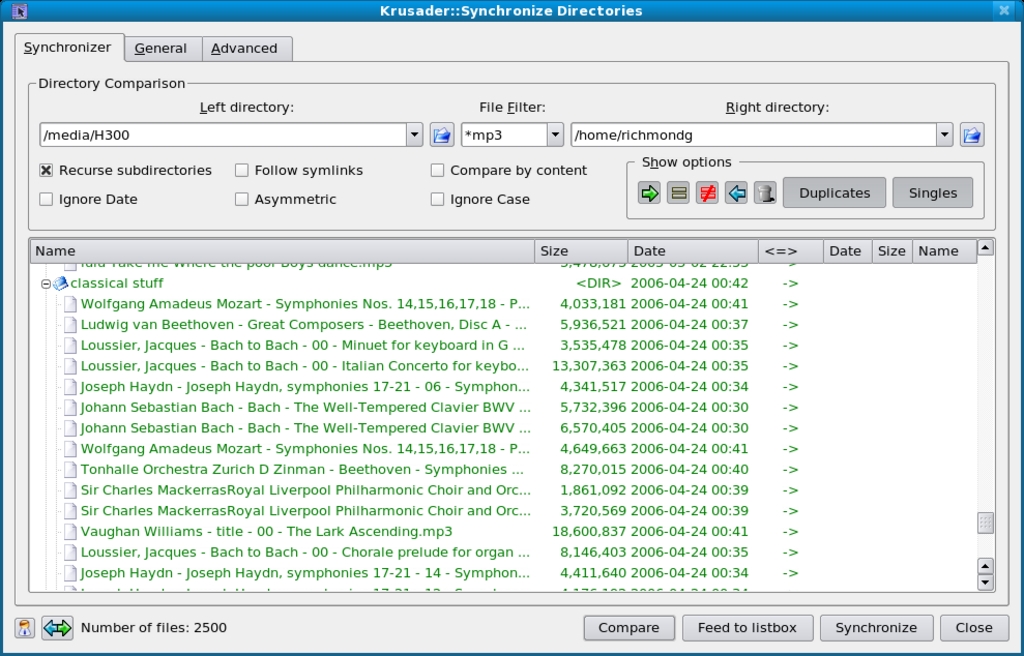 Krusader::Synchronize Directories
Synchronizer General Advanced
Directory Comparison
Left directory: File Filter: Right directory:
/media/H300 *mp3 /home/richmondg
Recurse subdirectories Follow symlinks Compare by content Show options
Ignore Date Asymmetric Ignore Case Duplicates Singles
Name Size Date <=> Date Size Name
classical stuff <DIR> 2006-04-24 00:42 ->
Wolfgang Amadeus Mozart - Symphonies Nos. 14,15,16,17,18 - P... 4,033,181 2006-04-24 00:41 ->
Ludwig van Beethoven - Great Composers - Beethoven, Disc A - ... 5,936,521 2006-04-24 00:37 ->
Loussier, Jacques - Bach to Bach - 00 - Minuet for keyboard in G ... 3,535,478 2006-04-24 00:35 ->
Loussier, Jacques - Bach to Bach - 00 - Italian Concerto for keybo... 13,307,363 2006-04-24 00:35 ->
Joseph Haydn - Joseph Haydn, symphonies 17-21 - 06 - Symphon... 4,341,517 2006-04-24 00:34 ->
Johann Sebastian Bach - Bach - The Well-Tempered Clavier BWV ... 5,732,396 2006-04-24 00:30 ->
Johann Sebastian Bach - Bach - The Well-Tempered Clavier BWV ... 6,570,405 2006-04-24 00:30 ->
Wolfgang Amadeus Mozart - Symphonies Nos. 14,15,16,17,18 - P... 4,649,663 2006-04-24 00:41 ->
Tonhalle Orchestra Zurich D Zinman - Beethoven - Symphonies ... 8,270,015 2006-04-24 00:40 ->
Sir Charles MackerrasRoyal Liverpool Philharmonic Choir and Orc... 1,861,092 2006-04-24 00:39 ->
Sir Charles MackerrasRoyal Liverpool Philharmonic Choir and Orc... 3,720,569 2006-04-24 00:39 ->
Vaughan Williams - title - 00 - The Lark Ascending.mp3 18,600,837 2006-04-24 00:41 ->
Loussier, Jacques - Bach to Bach - 00 - Chorale prelude for organ ... 8,146,403 2006-04-24 00:35 ->
Joseph Haydn - Joseph Haydn, symphonies 17-21 - 14 - Symphon... 4,411,640 2006-04-24 00:34 ->
Number of files: 2500 Compare Feed to listbox Synchronize Close